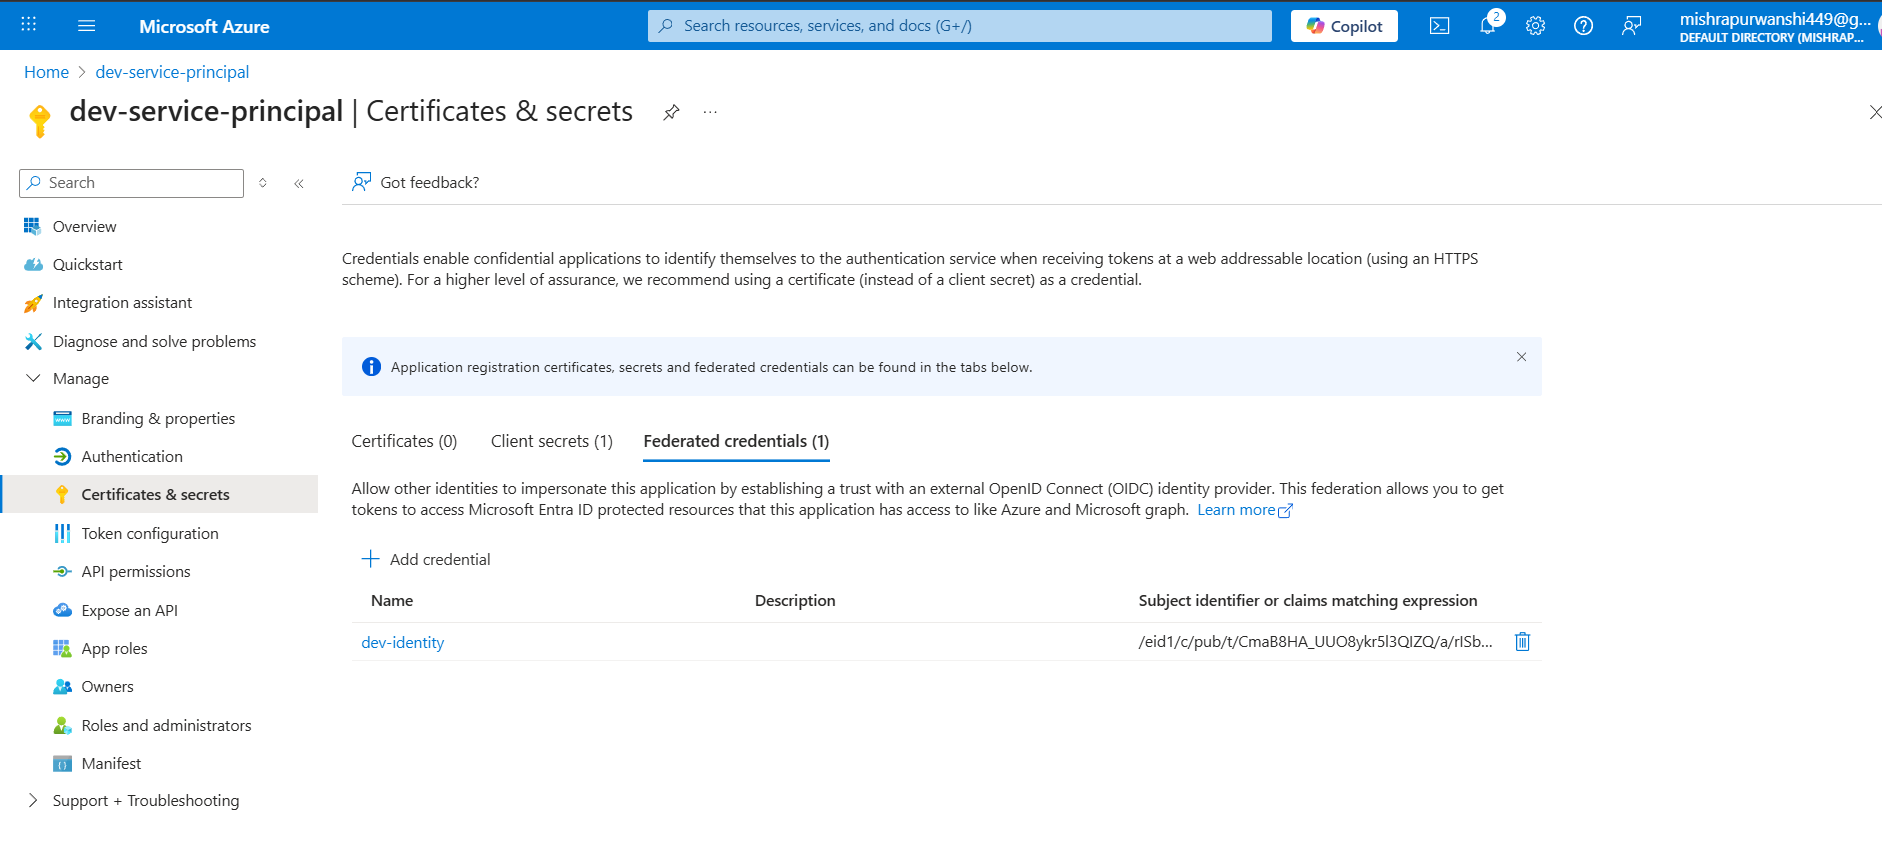 Microsoft Azure
Search resources, services, and docs (G+/)
Copilot
2
mishrapurwanshi449@g...
DEFAULT DIRECTORY (MISHRAP...
Home > dev-service-principal
dev-service-principal | Certificates & secrets
Search
Got feedback?
Overview
Quickstart
Integration assistant
Diagnose and solve problems
Manage
Branding & properties
Authentication
Certificates & secrets
Token configuration
API permissions
Expose an API
App roles
Owners
Roles and administrators
Manifest
Support + Troubleshooting
Credentials enable confidential applications to identify themselves to the authentication service when receiving tokens at a web addressable location (using an HTTPS
scheme). For a higher level of assurance, we recommend using a certificate (instead of a client secret) as a credential.
Application registration certificates, secrets and federated credentials can be found in the tabs below.
Certificates (0) Client secrets (1) Federated credentials (1)
Allow other identities to impersonate this application by establishing a trust with an external OpenID Connect (OIDC) identity provider. This federation allows you to get
tokens to access Microsoft Entra ID protected resources that this application has access to like Azure and Microsoft graph. Learn more
Add credential
Name Description Subject identifier or claims matching expression
dev-identity /eid1/c/pub/t/CmaB8HA_UUO8ykr5l3QIZQ/a/rISb...